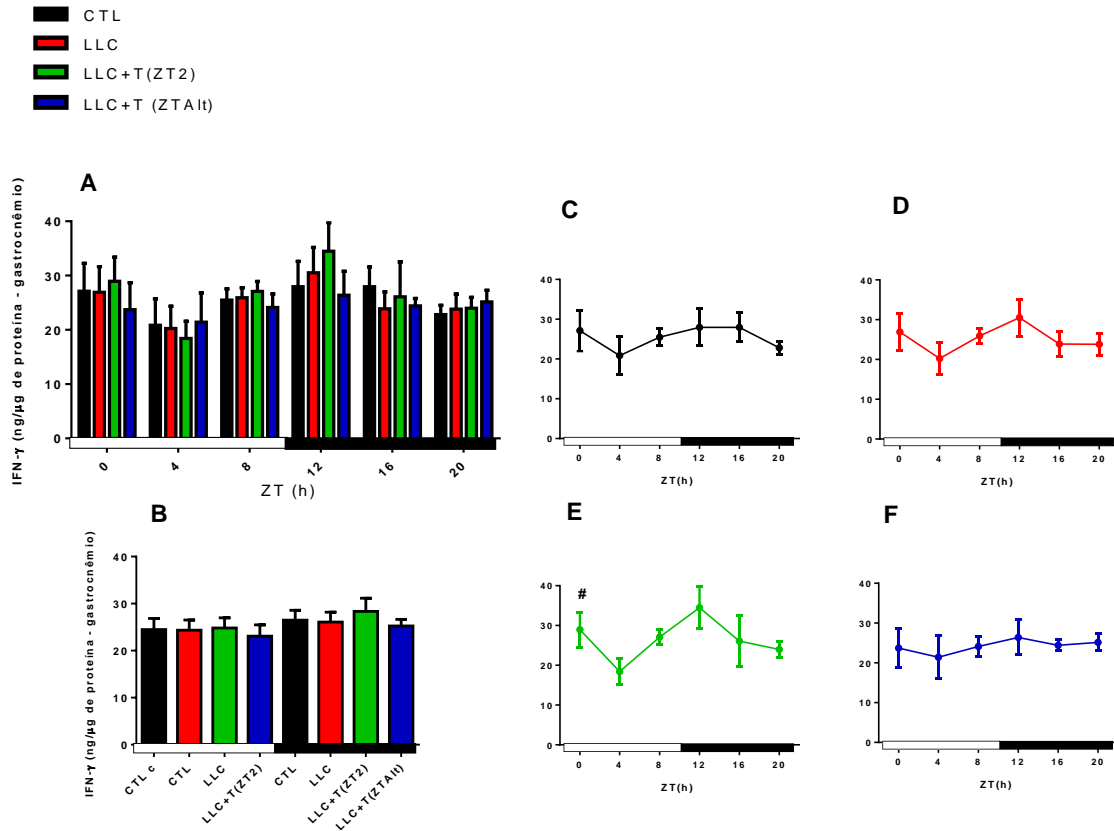 CTL
LLC
LLC+T(ZT2)
LLC+T (ZTAlt)
A
IFN-γ (ng/µg de proteína - gastrocnêmio)
40
30
20
10
0
0 4 8 12 16 20
ZT (h)
C
40
30
20
10
0
0 4 8 12 16 20
ZT(h)
D
40
30
20
10
0
0 4 8 12 16 20
ZT(h)
B
IFN-γ (ng/µg de proteína - gastrocnêmio)
40
30
20
10
0
CTL c CTL LLC LLC+T(ZT2) CTL LLC LLC+T(ZT2) LLC+T(ZTAlt)
E
#
40
30
20
10
0
0 4 8 12 16 20
ZT(h)
F
40
30
20
10
0
0 4 8 12 16 20
ZT(h)